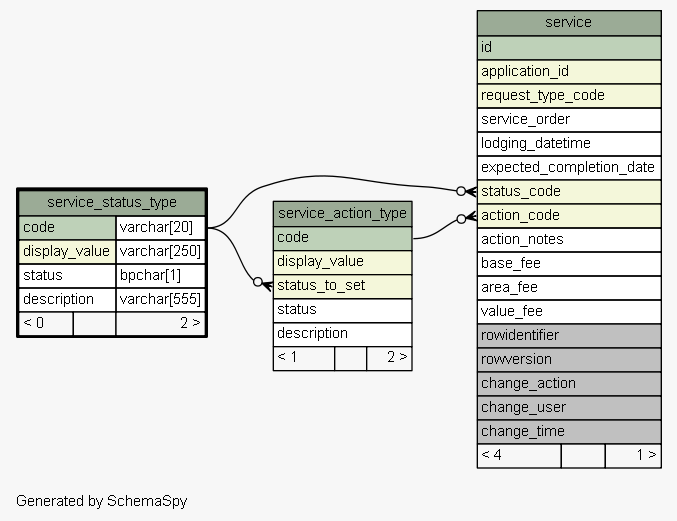 service_status_type
code varchar[20]
display_value varchar[250]
status bpchar[1]
description varchar[555]
< 0 2 >
service_action_type
code
display_value
status_to_set
status
description
< 1 2 >
service
id
application_id
request_type_code
service_order
lodging_datetime
expected_completion_date
status_code
action_code
action_notes
base_fee
area_fee
value_fee
rowidentifier
rowversion
change_action
change_user
change_time
< 4 1 >
Generated by SchemaSpy